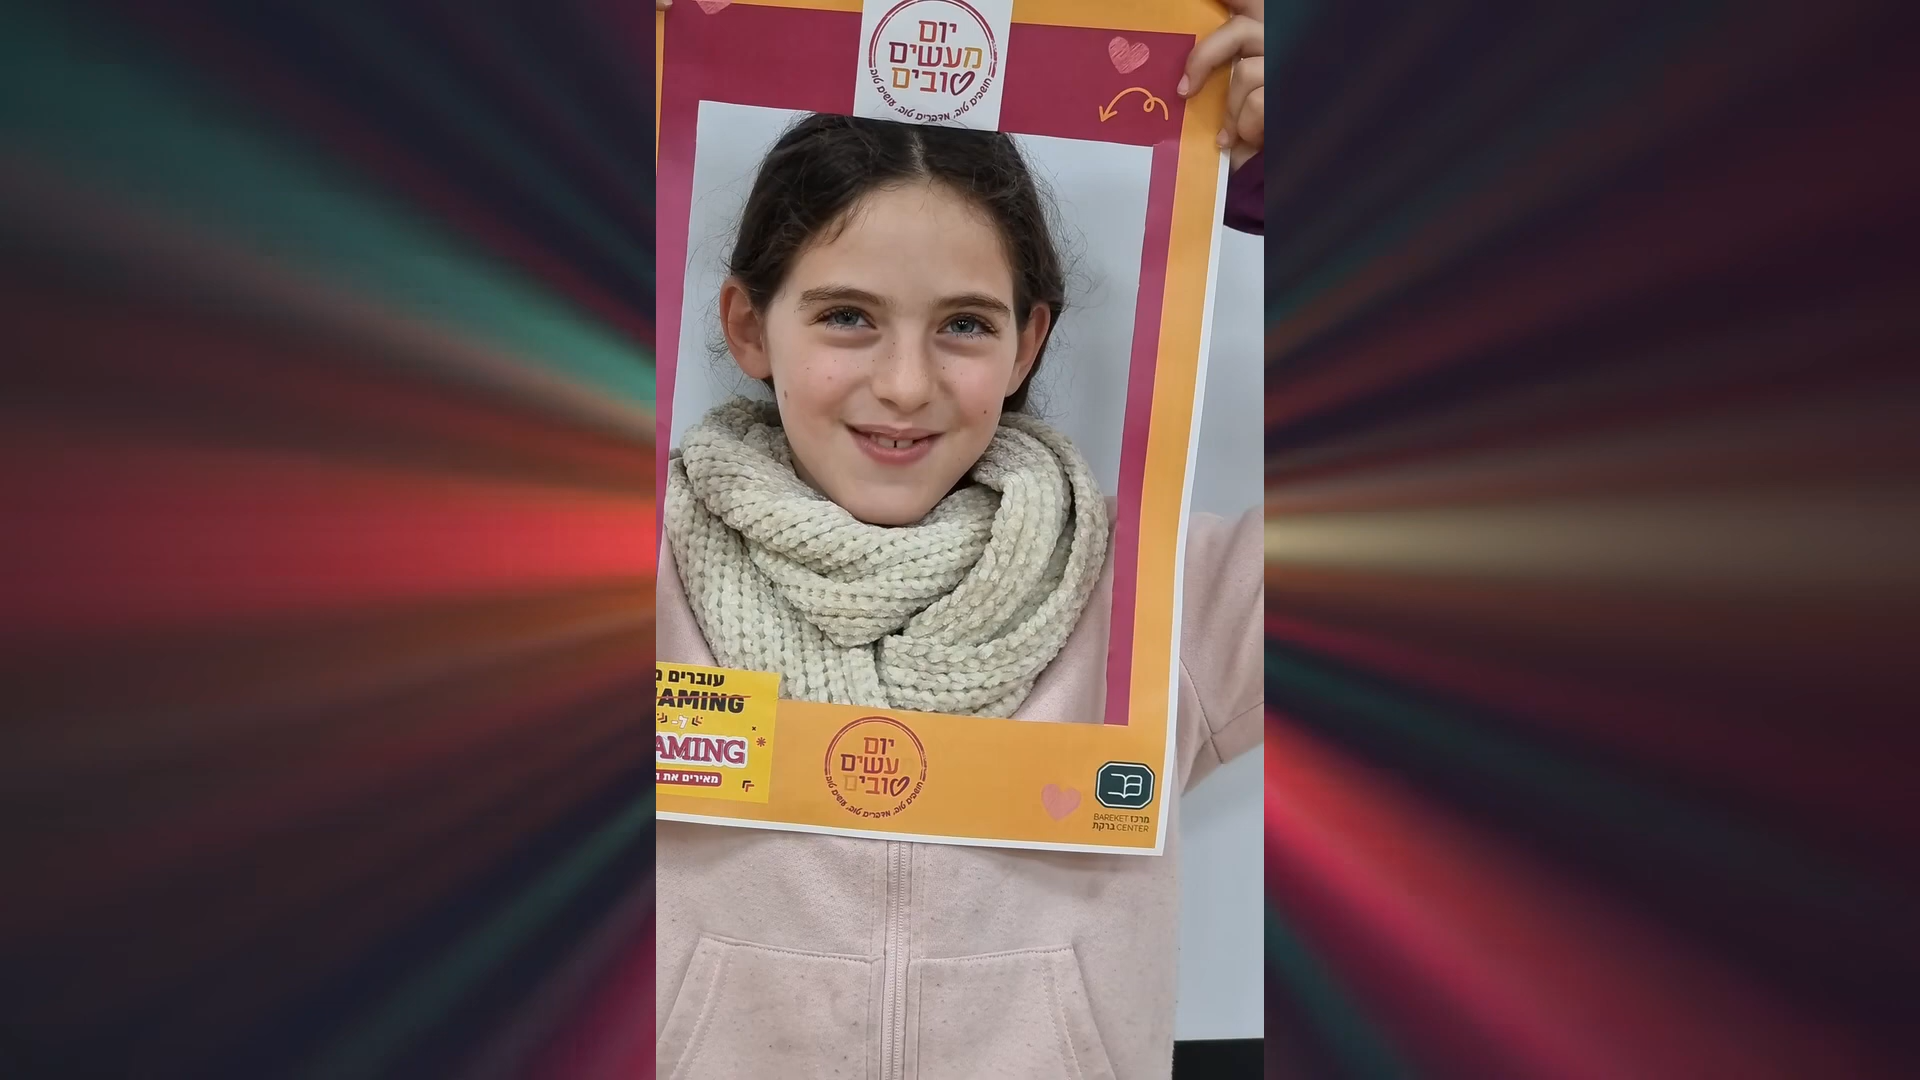 יום
מעשים
טובים
חושבים טוב, מדברים טוב, עושים טוב
עוברים
AMING
ל-
AMING
מאירים את
יום
עשים
טובים
חושבים טוב, מדברים טוב, עושים טוב
BAREKET מרכז
ברקת CENTER